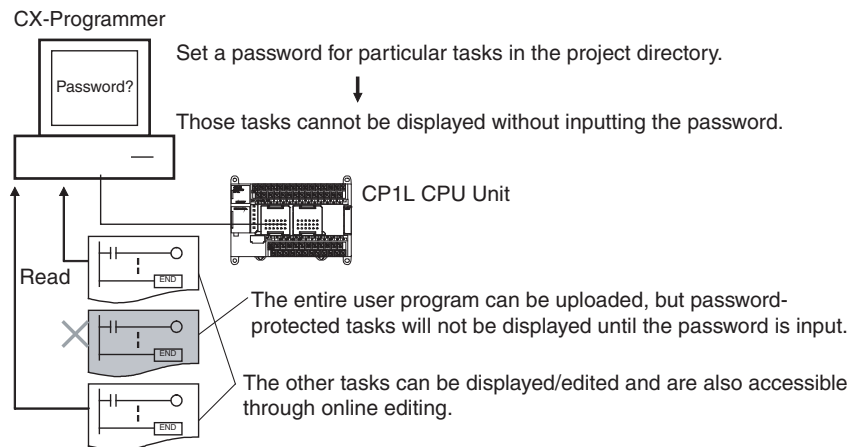 CX-Programmer
Set a password for particular tasks in the project directory.
Password?
Those tasks cannot be displayed without inputting the password.
CP1L CPU Unit
Read
END
The entire user program can be uploaded, but password-
protected tasks will not be displayed until the password is input.
END
The other tasks can be displayed/edited and are also accessible
through online editing.
END